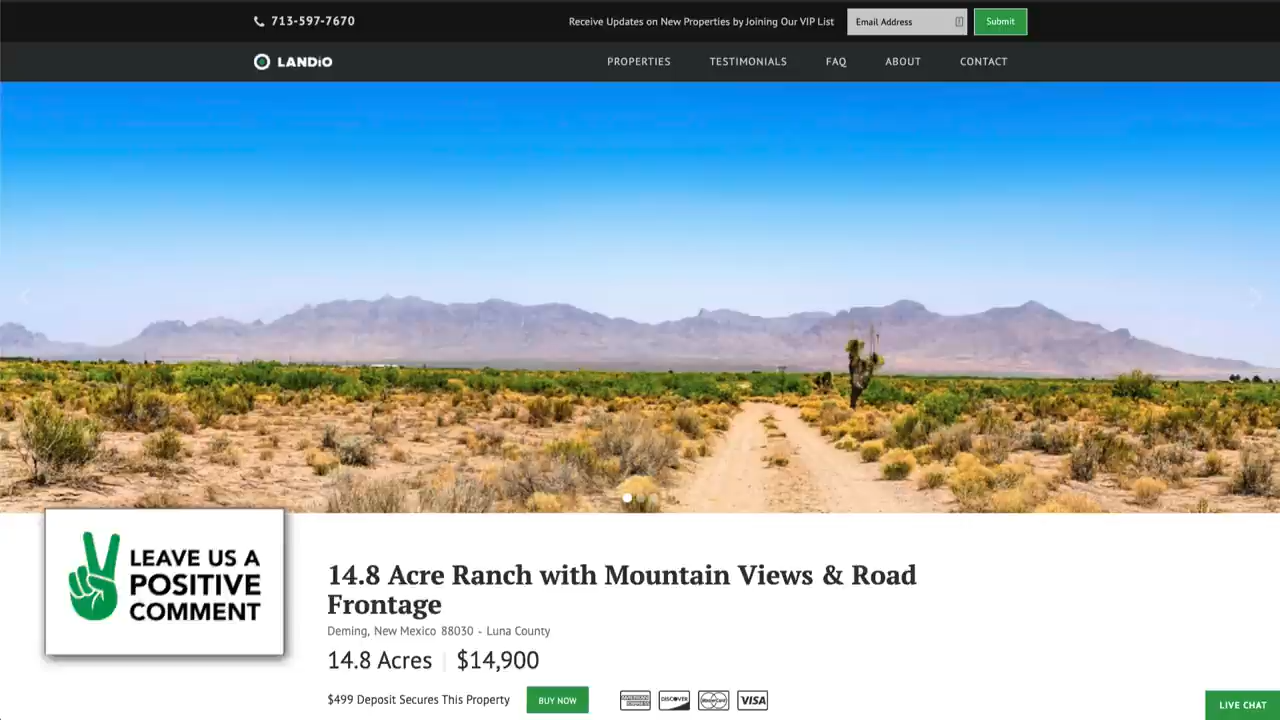 713-597-7670
Receive Updates on New Properties by Joining Our VIP List
Email Address
Submit
LANDiO
PROPERTIES
TESTIMONIALS
FAQ
ABOUT
CONTACT
LEAVE US A
POSITIVE
COMMENT
14.8 Acre Ranch with Mountain Views & Road
Frontage
Deming, New Mexico 88030 - Luna County
14.8 Acres | $14,900
$499 Deposit Secures This Property
BUY NOW
AMERICAN
EXPRESS
DISCOVER
MasterCard
VISA
LIVE CHAT